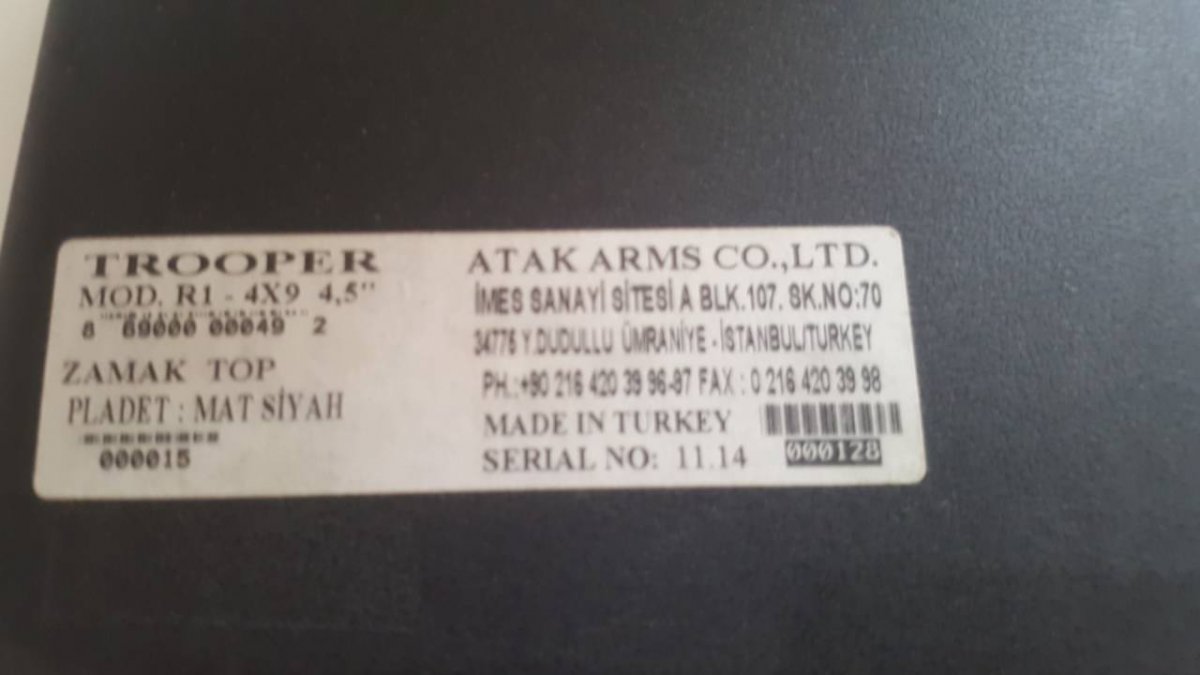 TROOPER
MOD. R1 - 4X9 4,5"
8 69000 00049 2
ZAMAK TOP
PLADET : MAT SİYAH
000015
ATAK ARMS CO.,LTD.
İMES SANAYİ SİTESİ A BLK.107. SK.NO:70
34776 Y.DUDULLU ÜMRANİYE - İSTANBUL/TURKEY
PH.:+90 216 420 39 96-97 FAX : 0 216 420 39 98
MADE IN TURKEY
SERIAL NO: 11.14 000128